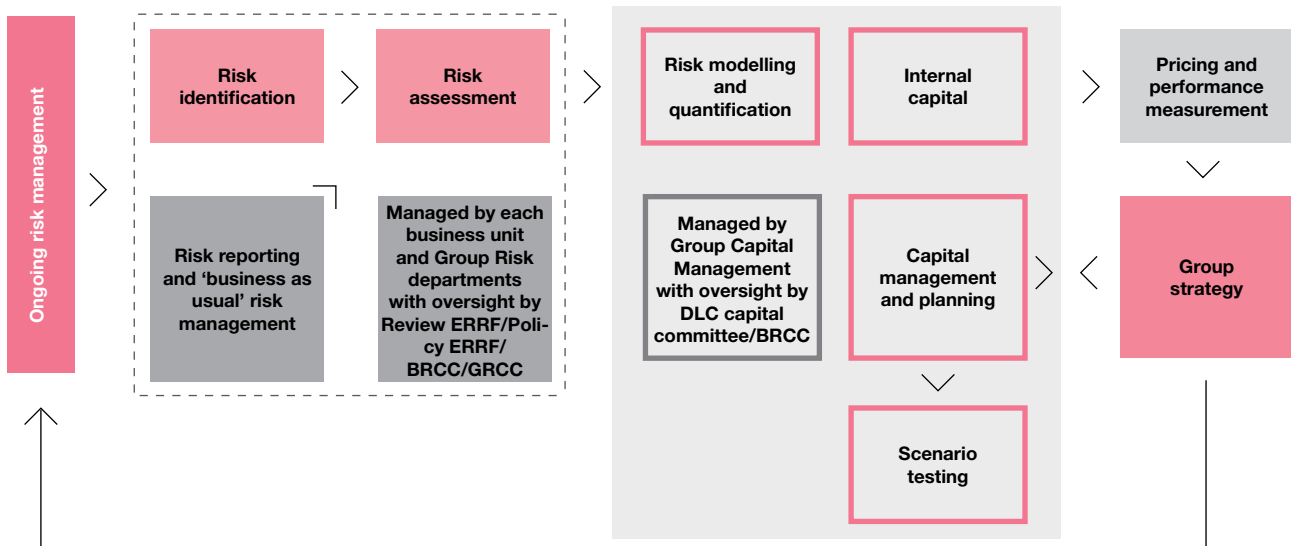 Ongoing risk management
Risk
identification
Risk
assessment
Risk reporting
and ‘business as
usual’ risk
management
Managed by each
business unit
and Group Risk
departments
with oversight by
Review ERRF/Poli-
cy ERRF/
BRCC/GRCC
Risk modelling
and
quantification
Internal
capital
Managed by
Group Capital
Management
with oversight by
DLC capital
committee/BRCC
Capital
management
and planning
Scenario
testing
Pricing and
performance
measurement
Group
strategy